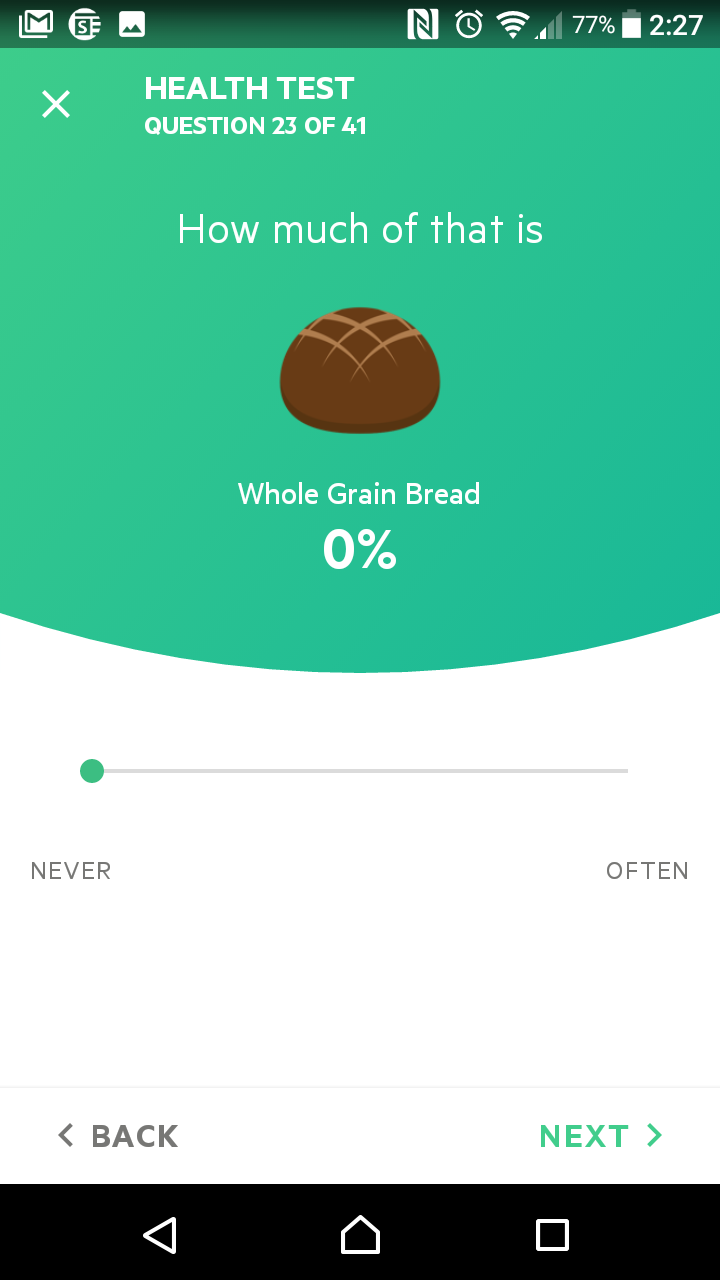 77% 2:27
HEALTH TEST
QUESTION 23 OF 41
How much of that is
Whole Grain Bread
0%
NEVER OFTEN
BACK NEXT